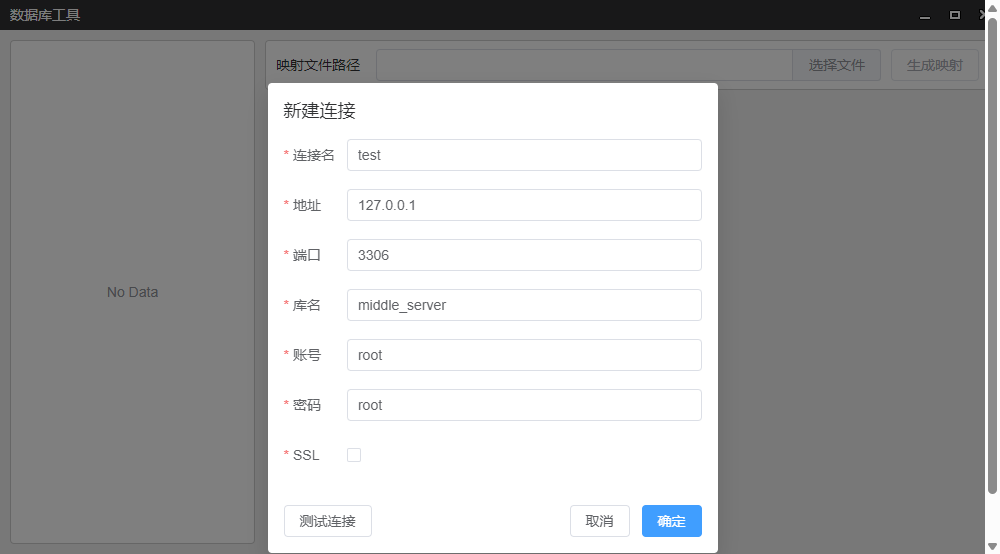 数据库工具
映射文件路径 选择文件 生成映射
No Data
新建连接
* 连接名 test
* 地址 127.0.0.1
* 端口 3306
* 库名 middle_server
* 账号 root
* 密码 root
* SSL
测试连接 取消 确定